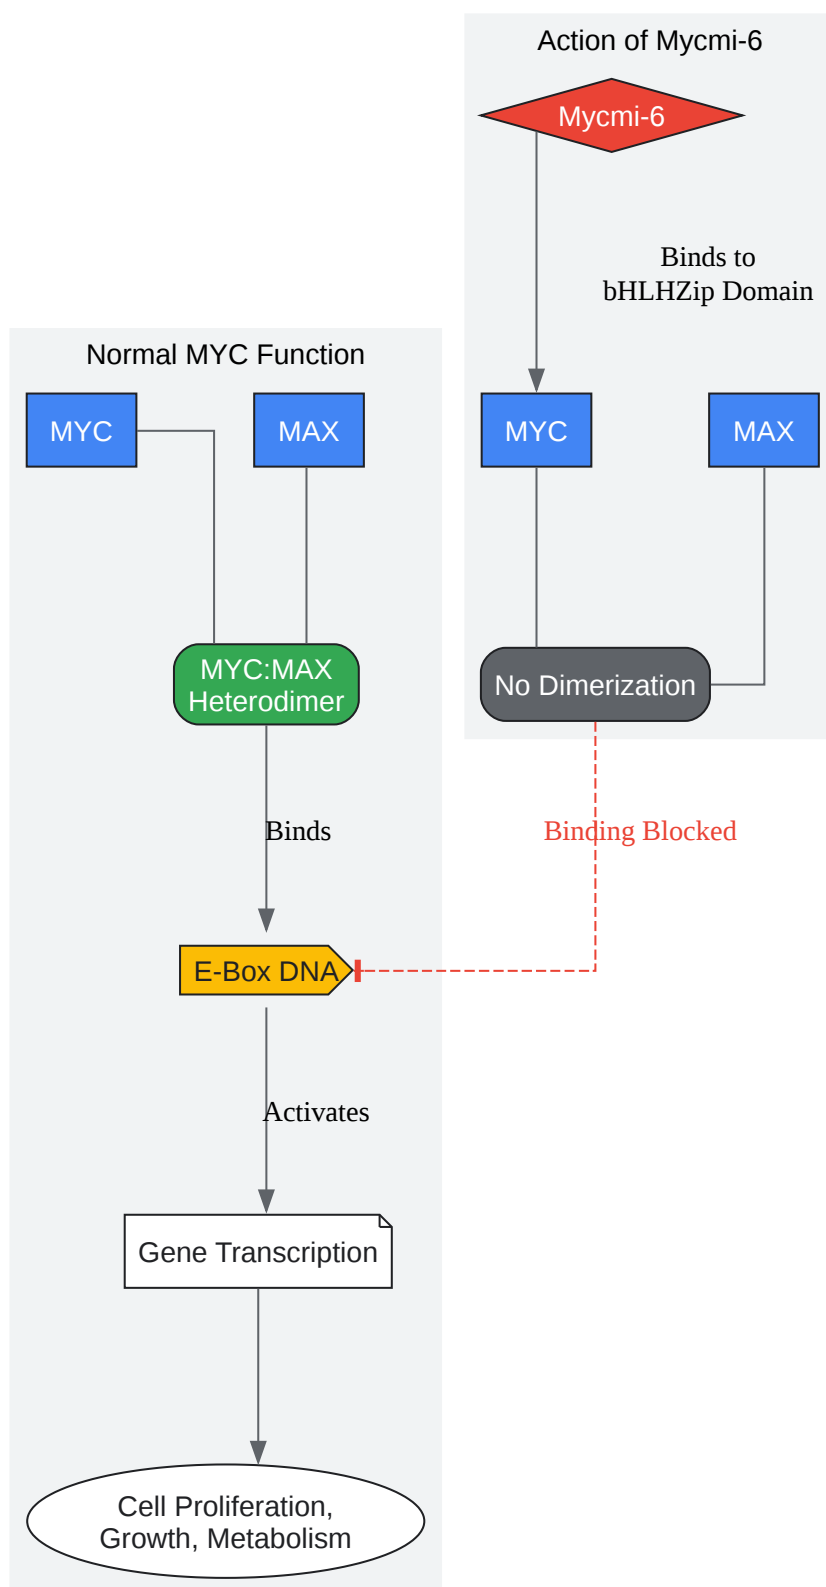 Action of Mycmi-6
Mycmi-6
Binds to
bHLHZip Domain
Normal MYC Function
MYC
MAX
MYC
MAX
MYC:MAX
Heterodimer
No Dimerization
Binds
Binding Blocked
E-Box DNA
Activates
Gene Transcription
Cell Proliferation,
Growth, Metabolism